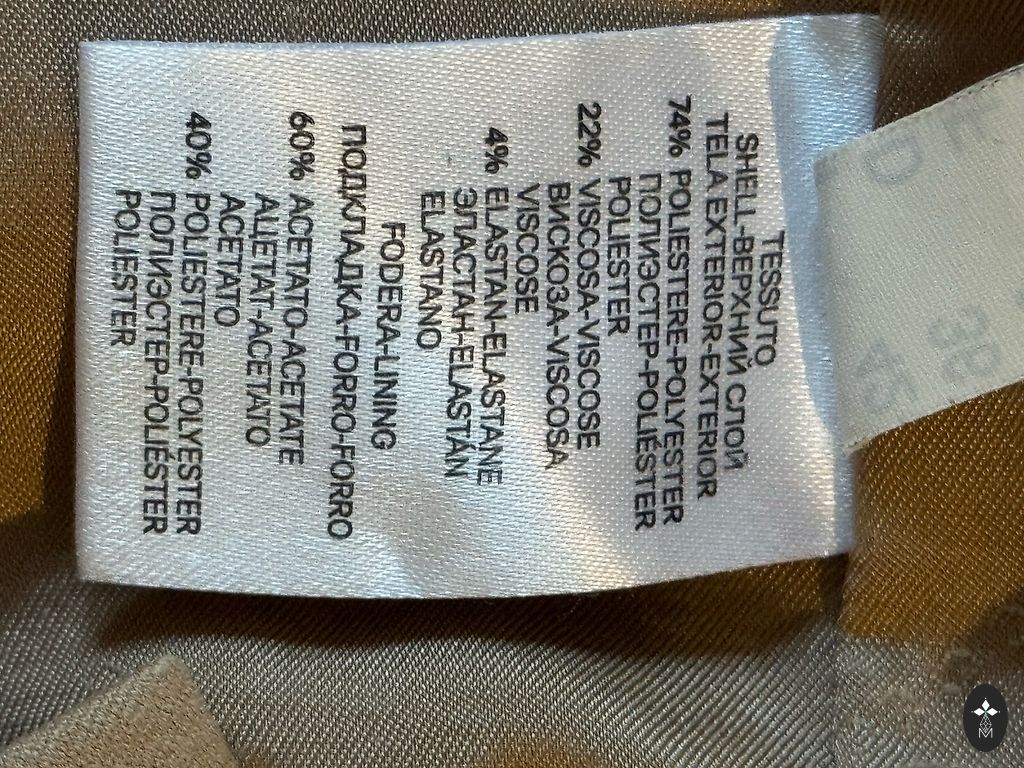 TESSUTO
SHELL-ВЕРХНИЙ СЛОЙ
TELA EXTERIOR-EXTERIOR
74% POLIESTERE-POLYESTER
ПОЛИЭСТЕР-POLIÉSTER
POLIESTER
22% VISCOSA-VISCOSE
ВИСКОЗА-VISCOSA
VISCOSE
4% ELASTAN-ELASTANE
ЭЛАСТАН-ELASTÁN
ELASTANO
FODERA-LINING
ПОДКЛАДКА-FORRO-FORRO
60% ACETATO-ACETATE
АЦЕТАТ-ACETATO
ACETATO
40% POLIESTERE-POLYESTER
ПОЛИЭСТЕР-POLIÉSTER
POLIESTER